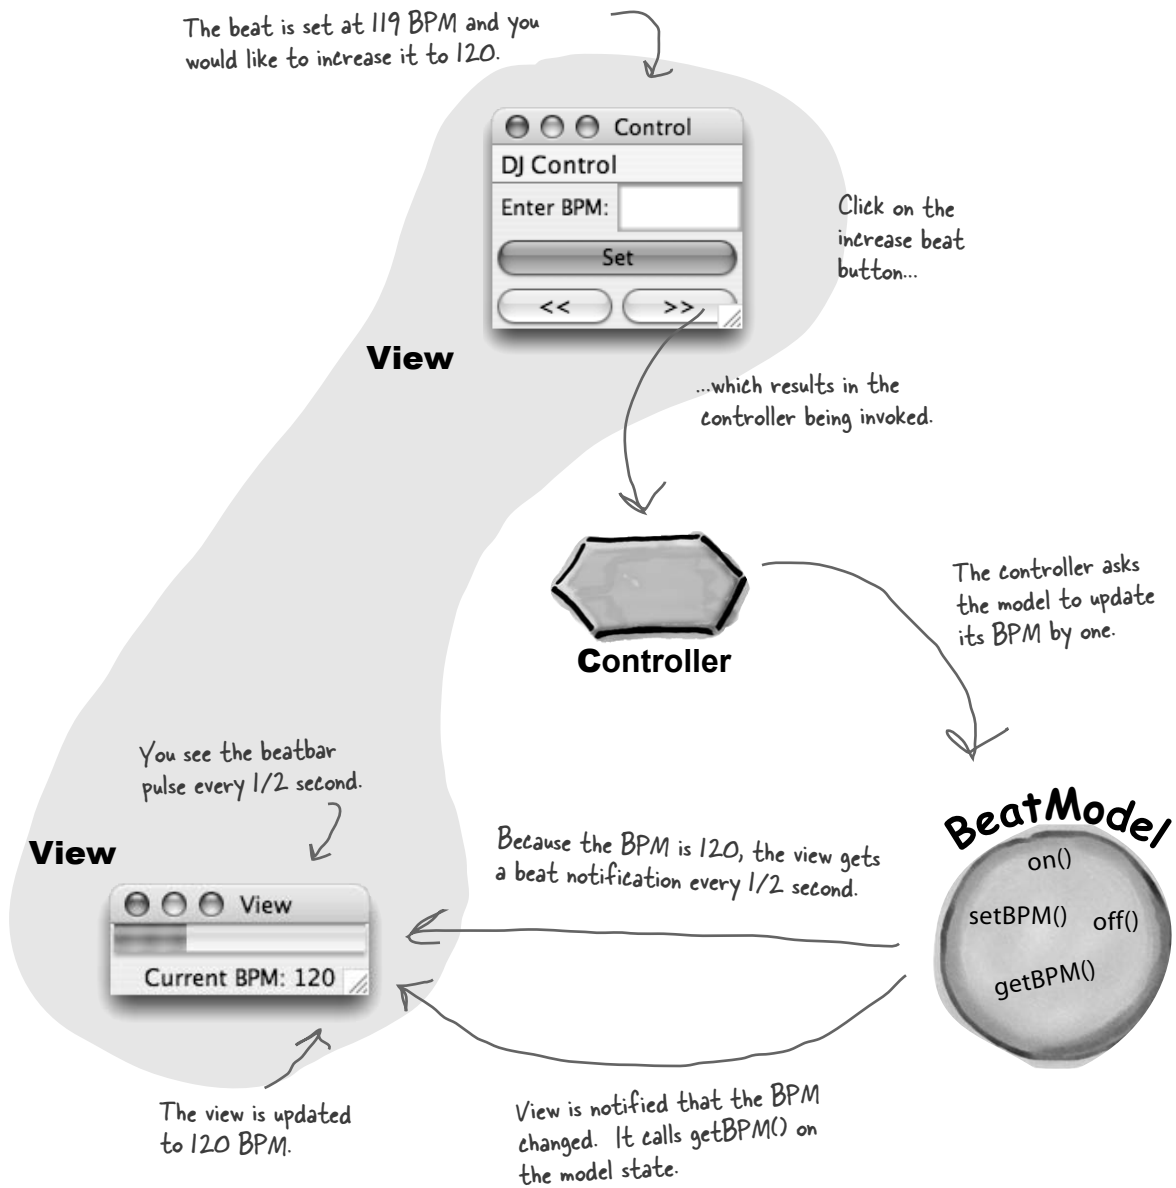 The beat is set at 119 BPM and you
would like to increase it to 120.
Control
DJ Control
Enter BPM:
Set
<<
>>
Click on the
increase beat
button...
View
...which results in the
controller being invoked.
Controller
The controller asks
the model to update
its BPM by one.
BeatModel
on()
setBPM()
off()
getBPM()
You see the beatbar
pulse every 1/2 second.
View
View
Current BPM: 120
Because the BPM is 120, the view gets
a beat notification every 1/2 second.
The view is updated
to 120 BPM.
View is notified that the BPM
changed. It calls getBPM() on
the model state.